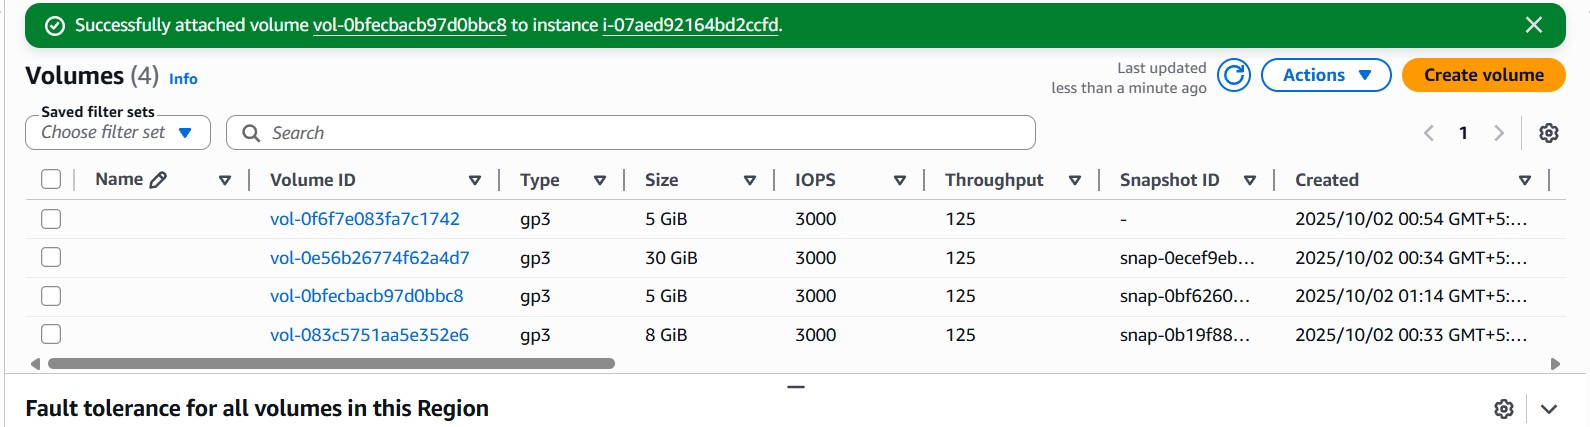 Successfully attached volume vol-0bfecbacb97d0bbc8 to instance i-07aed92164bd2ccfd.
Volumes (4) Info
Last updated
less than a minute ago
Actions
Create volume
Saved filter sets
Choose filter set
Search
1
Name Volume ID Type Size IOPS Throughput Snapshot ID Created
vol-0f6f7e083fa7c1742 gp3 5 GiB 3000 125 - 2025/10/02 00:54 GMT+5:...
vol-0e56b26774f62a4d7 gp3 30 GiB 3000 125 snap-0ecef9eb... 2025/10/02 00:34 GMT+5:...
vol-0bfecbacb97d0bbc8 gp3 5 GiB 3000 125 snap-0bf6260... 2025/10/02 01:14 GMT+5:...
vol-083c5751aa5e352e6 gp3 8 GiB 3000 125 snap-0b19f88... 2025/10/02 00:33 GMT+5:...
Fault tolerance for all volumes in this Region